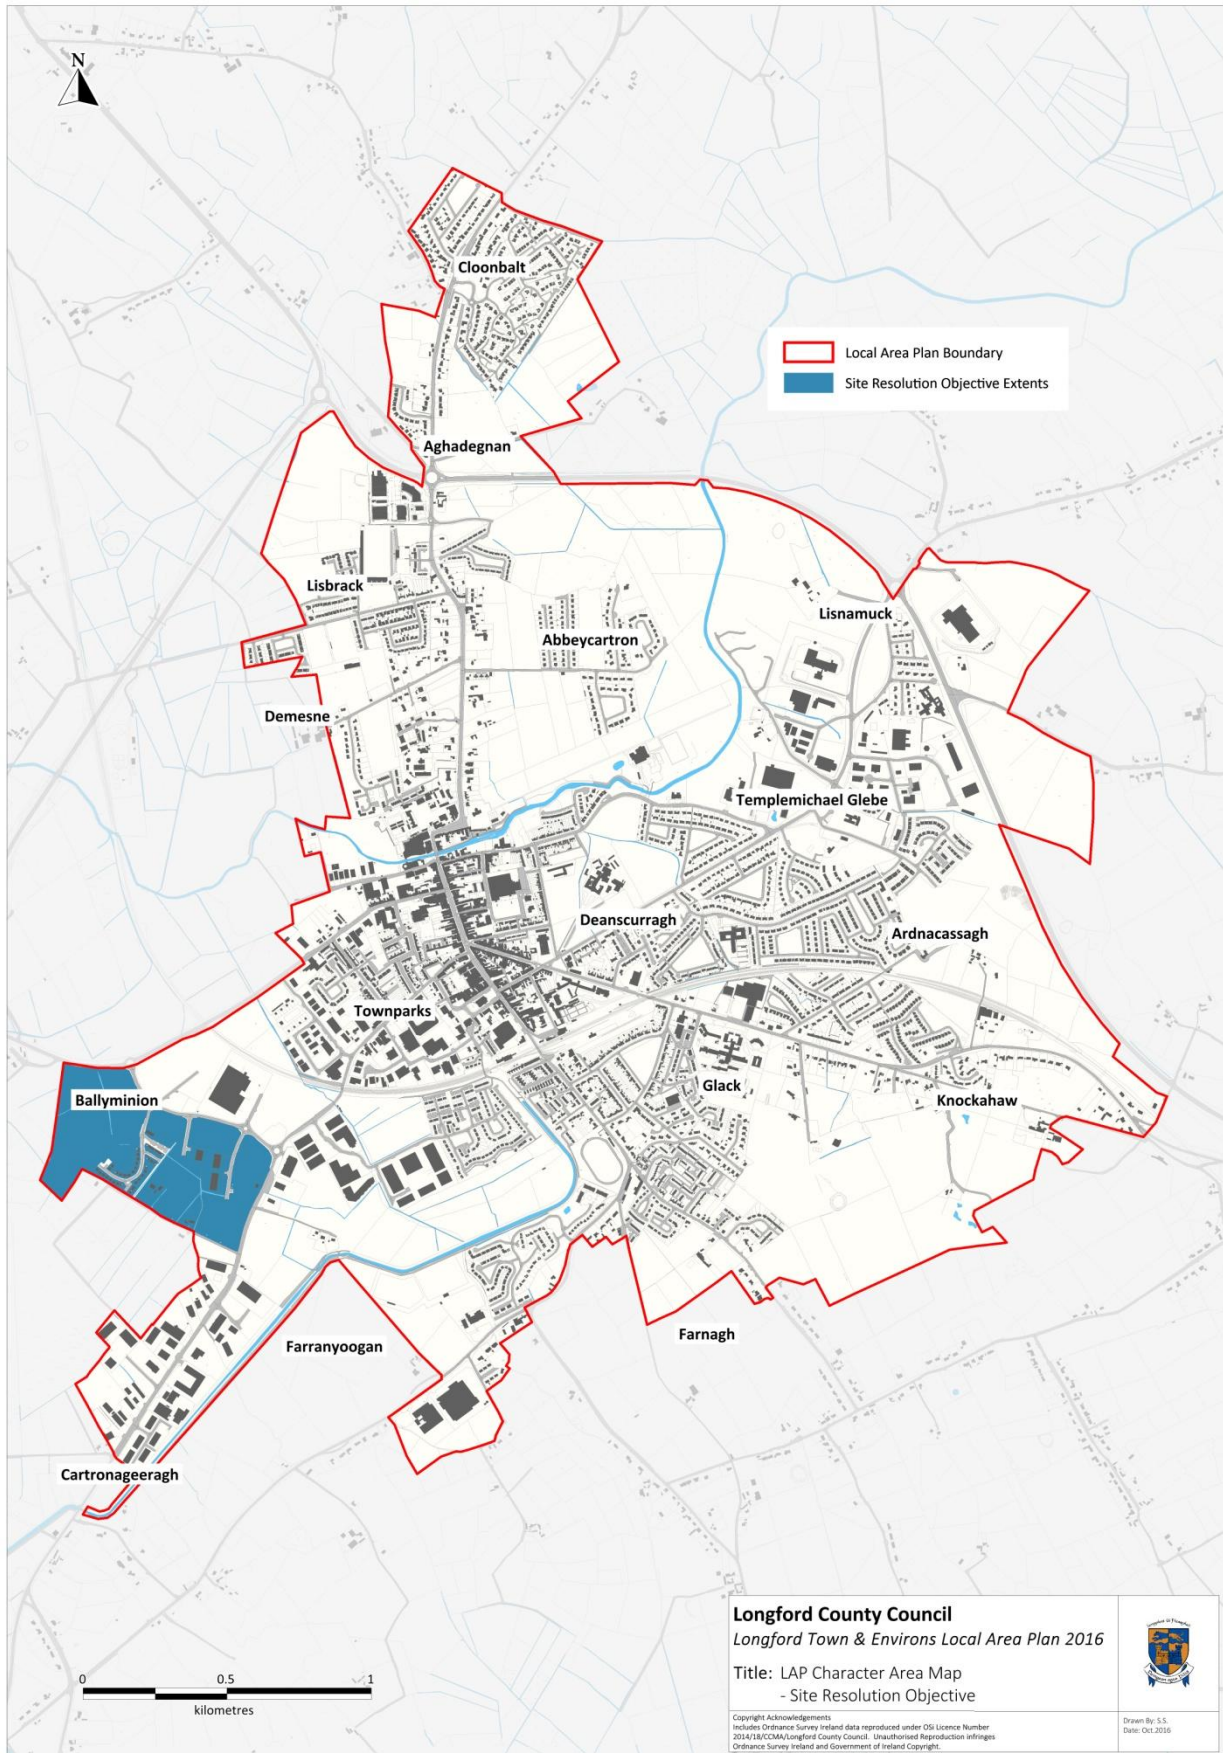 N
Cloonbalt
Local Area Plan Boundary
Site Resolution Objective Extents
Aghadegnan
Lisbrack
Lisnamuck
Abbeycartron
Demesne
Templemichael Glebe
Deanscurragh
Ardnacassagh
Townparks
Glack
Ballyminion
Knockahaw
Farnagh
Farranyoogan
Cartronageeragh
Longford County Council
Longford Town & Environs Local Area Plan 2016
Title: LAP Character Area Map
- Site Resolution Objective
0 0.5 1
kilometres
Copyright Acknowledgements
Includes Ordnance Survey Ireland data reproduced under OSi Licence Number
2014/18/CCMA/Longford County Council. Unauthorised Reproduction infringes
Ordnance Survey Ireland and Government of Ireland Copyright.
Drawn By: S.S.
Date: Oct.2016